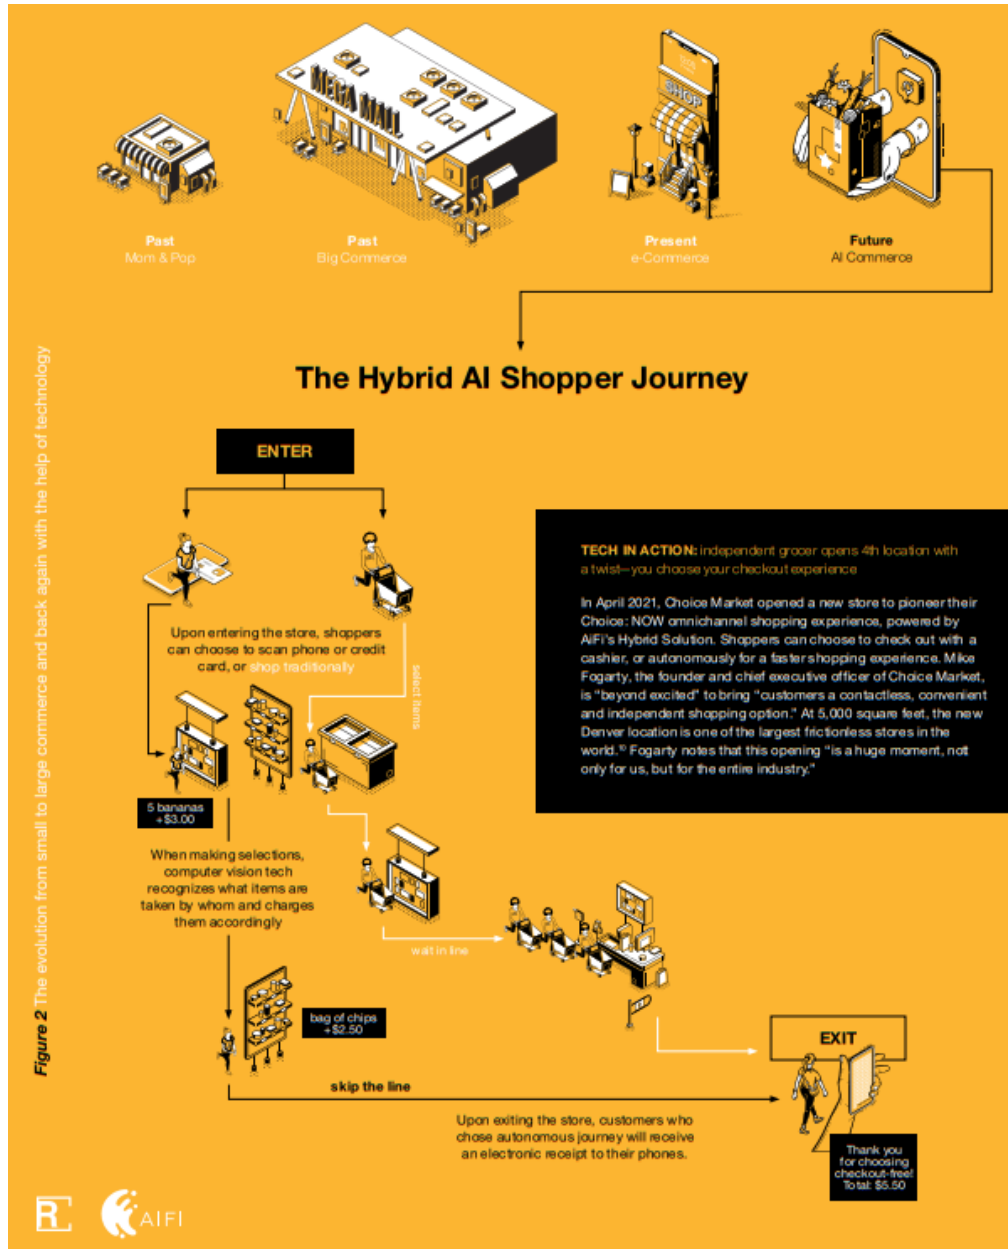 MEGA MALL
SHOP
Past
Mom & Pop
Past
Big Commerce
Present
e-Commerce
Future
AI Commerce
The Hybrid AI Shopper Journey
Figure 2 The evolution from small to large commerce and back again with the help of technology
ENTER
Upon entering the store, shoppers
can choose to scan phone or credit
card, or shop traditionally
select items
5 bananas
+$3.00
When making selections,
computer vision tech
recognizes what items are
taken by whom and charges
them accordingly
wait in line
bag of chips
+$2.50
skip the line
TECH IN ACTION: independent grocer opens 4th location with
a twist—you choose your checkout experience
In April 2021, Choice Market opened a new store to pioneer their
Choice: NOW omnichannel shopping experience, powered by
AiFi's Hybrid Solution. Shoppers can choose to check out with a
cashier, or autonomously for a faster shopping experience. Mike
Fogarty, the founder and chief executive officer of Choice Market,
is "beyond excited" to bring "customers a contactless, convenient
and independent shopping option." At 5,000 square feet, the new
Denver location is one of the largest frictionless stores in the
world.¹⁰ Fogarty notes that this opening "is a huge moment, not
only for us, but for the entire industry."
EXIT
Upon exiting the store, customers who
chose autonomous journey will receive
an electronic receipt to their phones.
Thank you
for choosing
checkout-free!
Total: $5.50
R
AIFI